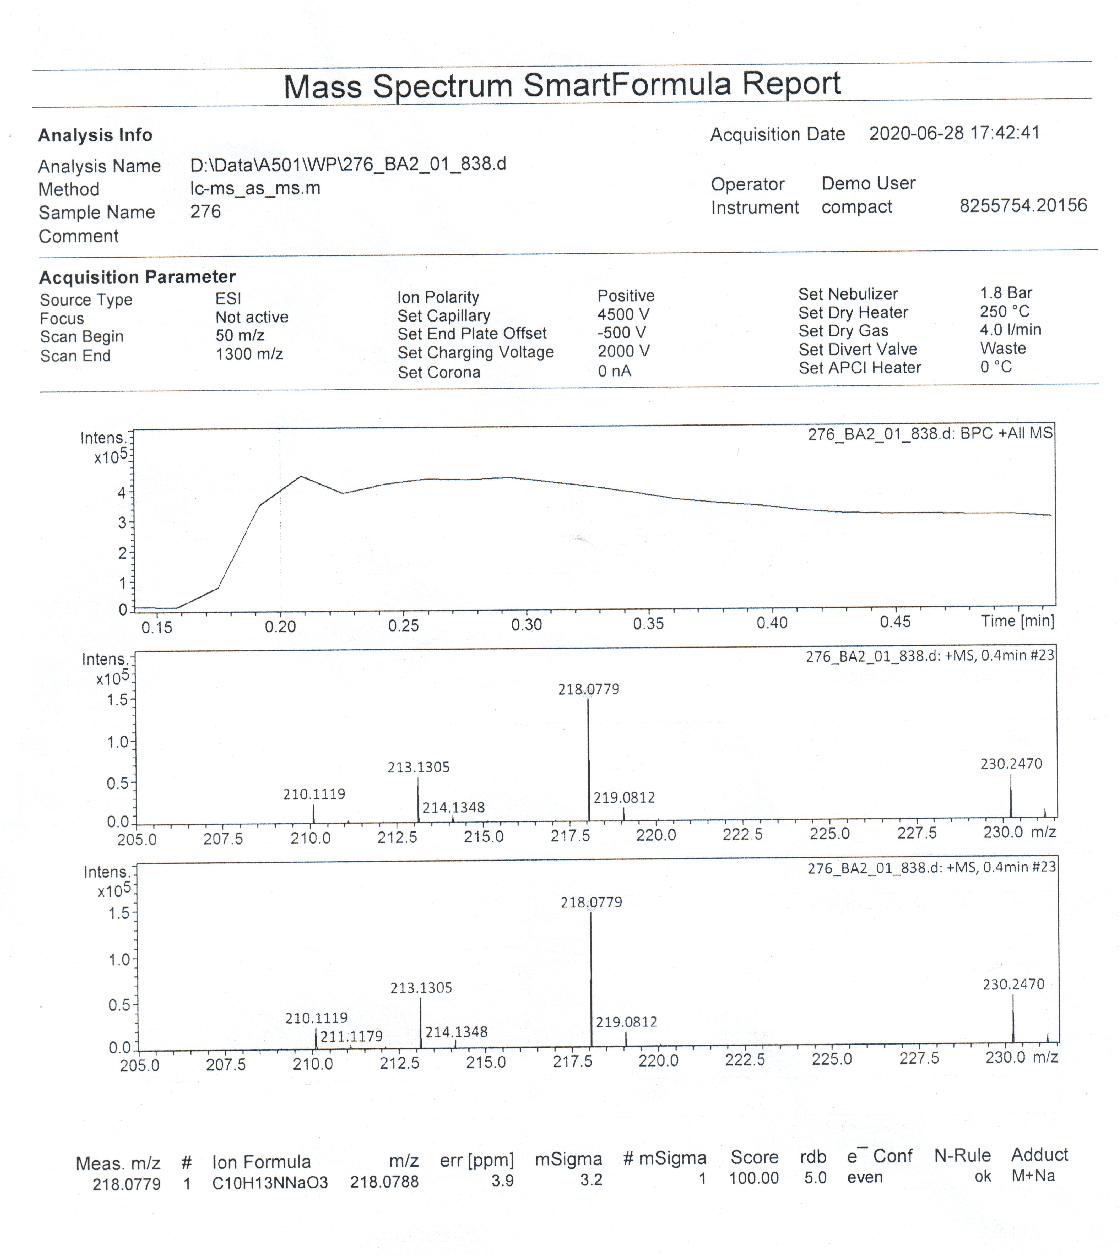 Mass Spectrum SmartFormula Report
Analysis Info
Acquisition Date 2020-06-28 17:42:41
Analysis Name D:\Data\A501\WP\276_BA2_01_838.d
Method lc-ms_as_ms.m
Operator Demo User
Sample Name 276
Instrument compact 8255754.20156
Comment
Acquisition Parameter
Source Type ESI Ion Polarity Positive Set Nebulizer 1.8 Bar
Focus Not active Set Capillary 4500 V Set Dry Heater 250 °C
Scan Begin 50 m/z Set End Plate Offset -500 V Set Dry Gas 4.0 l/min
Scan End 1300 m/z Set Charging Voltage 2000 V Set Divert Valve Waste
Set Corona 0 nA Set APCI Heater 0 °C
Intens.
x105
276_BA2_01_838.d: BPC +All MS
4
3
2
1
0
0.15 0.20 0.25 0.30 0.35 0.40 0.45 Time [min]
Intens.
x105
276_BA2_01_838.d: +MS, 0.4min #23
218.0779
1.5
1.0
213.1305
230.2470
0.5
210.1119
214.1348
219.0812
0.0
205.0 207.5 210.0 212.5 215.0 217.5 220.0 222.5 225.0 227.5 230.0 m/z
Intens.
x105
276_BA2_01_838.d: +MS, 0.4min #23
218.0779
1.5
1.0
213.1305
230.2470
0.5
210.1119
211.1179
214.1348
219.0812
0.0
205.0 207.5 210.0 212.5 215.0 217.5 220.0 222.5 225.0 227.5 230.0 m/z
Meas. m/z # Ion Formula m/z err [ppm] mSigma # mSigma Score rdb e¯ Conf N-Rule Adduct
218.0779 1 C10H13NNaO3 218.0788 3.9 3.2 1 100.00 5.0 even ok M+Na